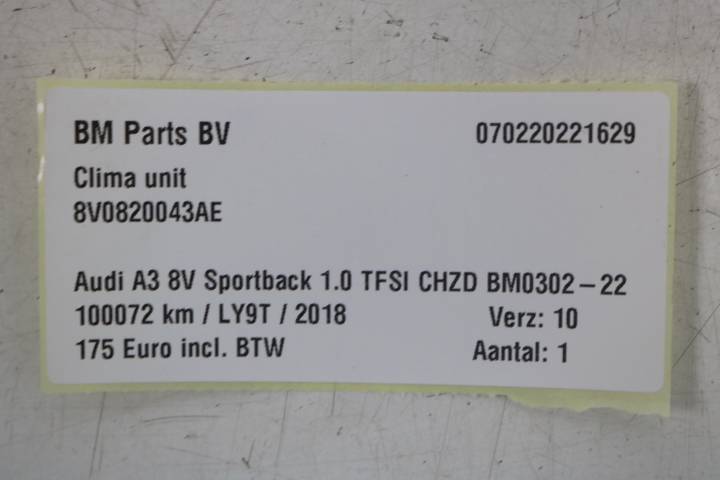 BM Parts BV 070220221629
Clima unit
8V0820043AE
Audi A3 8V Sportback 1.0 TFSI CHZD BM0302-22
100072 km / LY9T / 2018 Verz: 10
175 Euro incl. BTW Aantal: 1